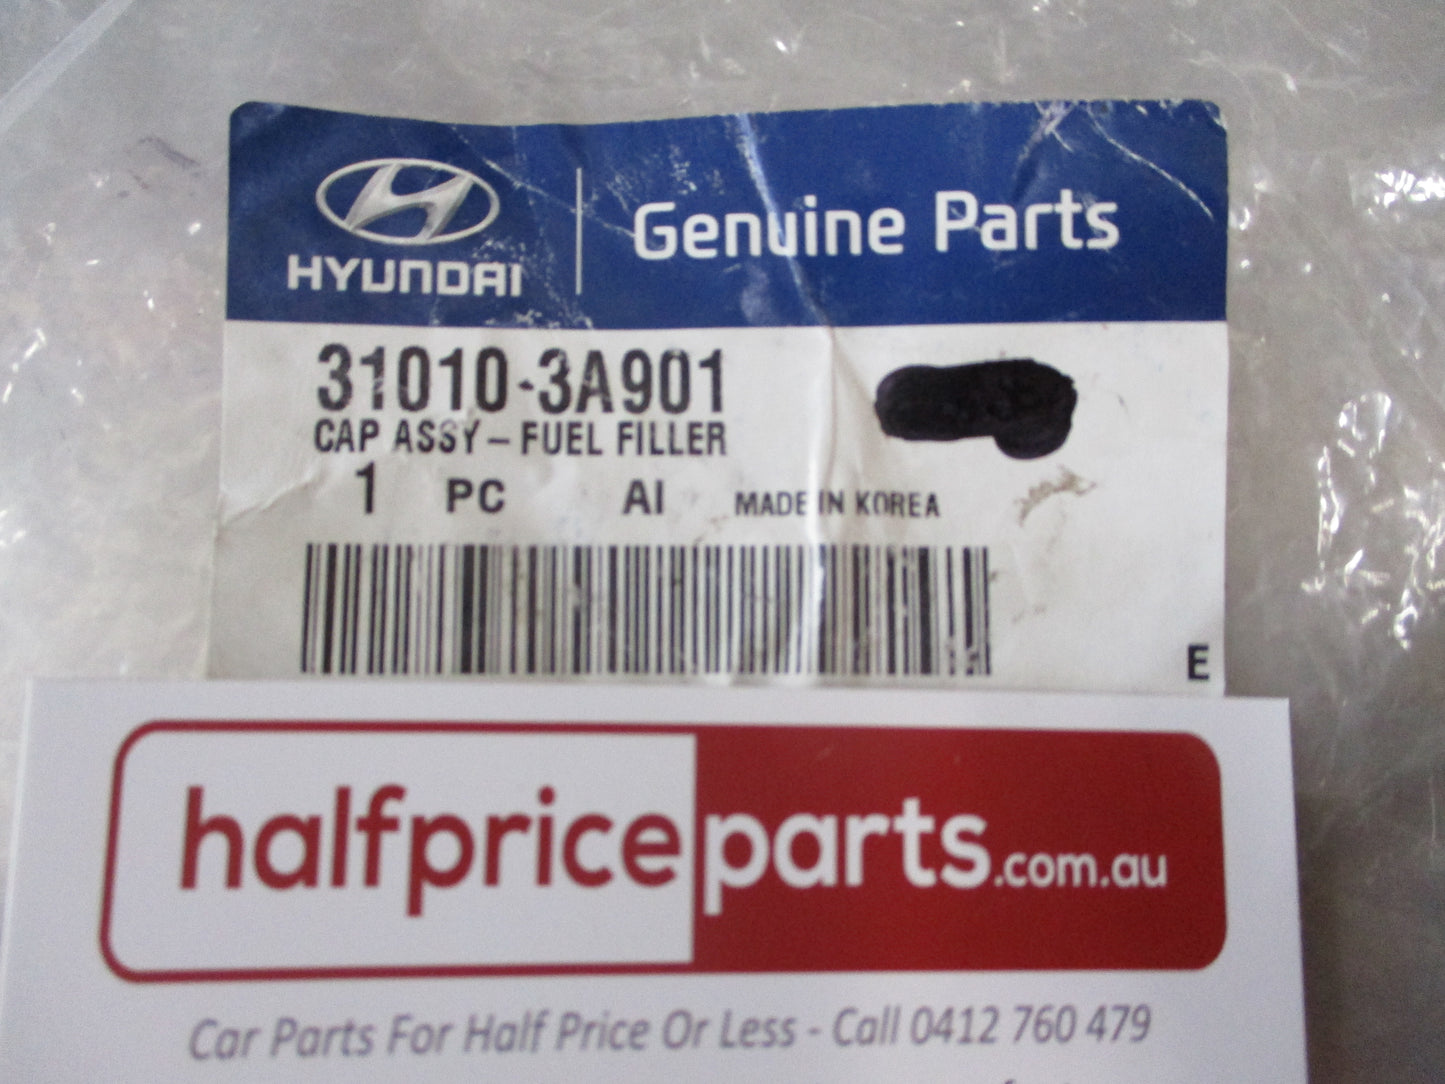 HYUNDAI
Genuine Parts
31010-3A901
CAP ASSY - FUEL FILLER
1 PC AI MADE IN KOREA
E
halfpriceparts.com.au
Car Parts For Half Price Or Less - Call 0412 760 479